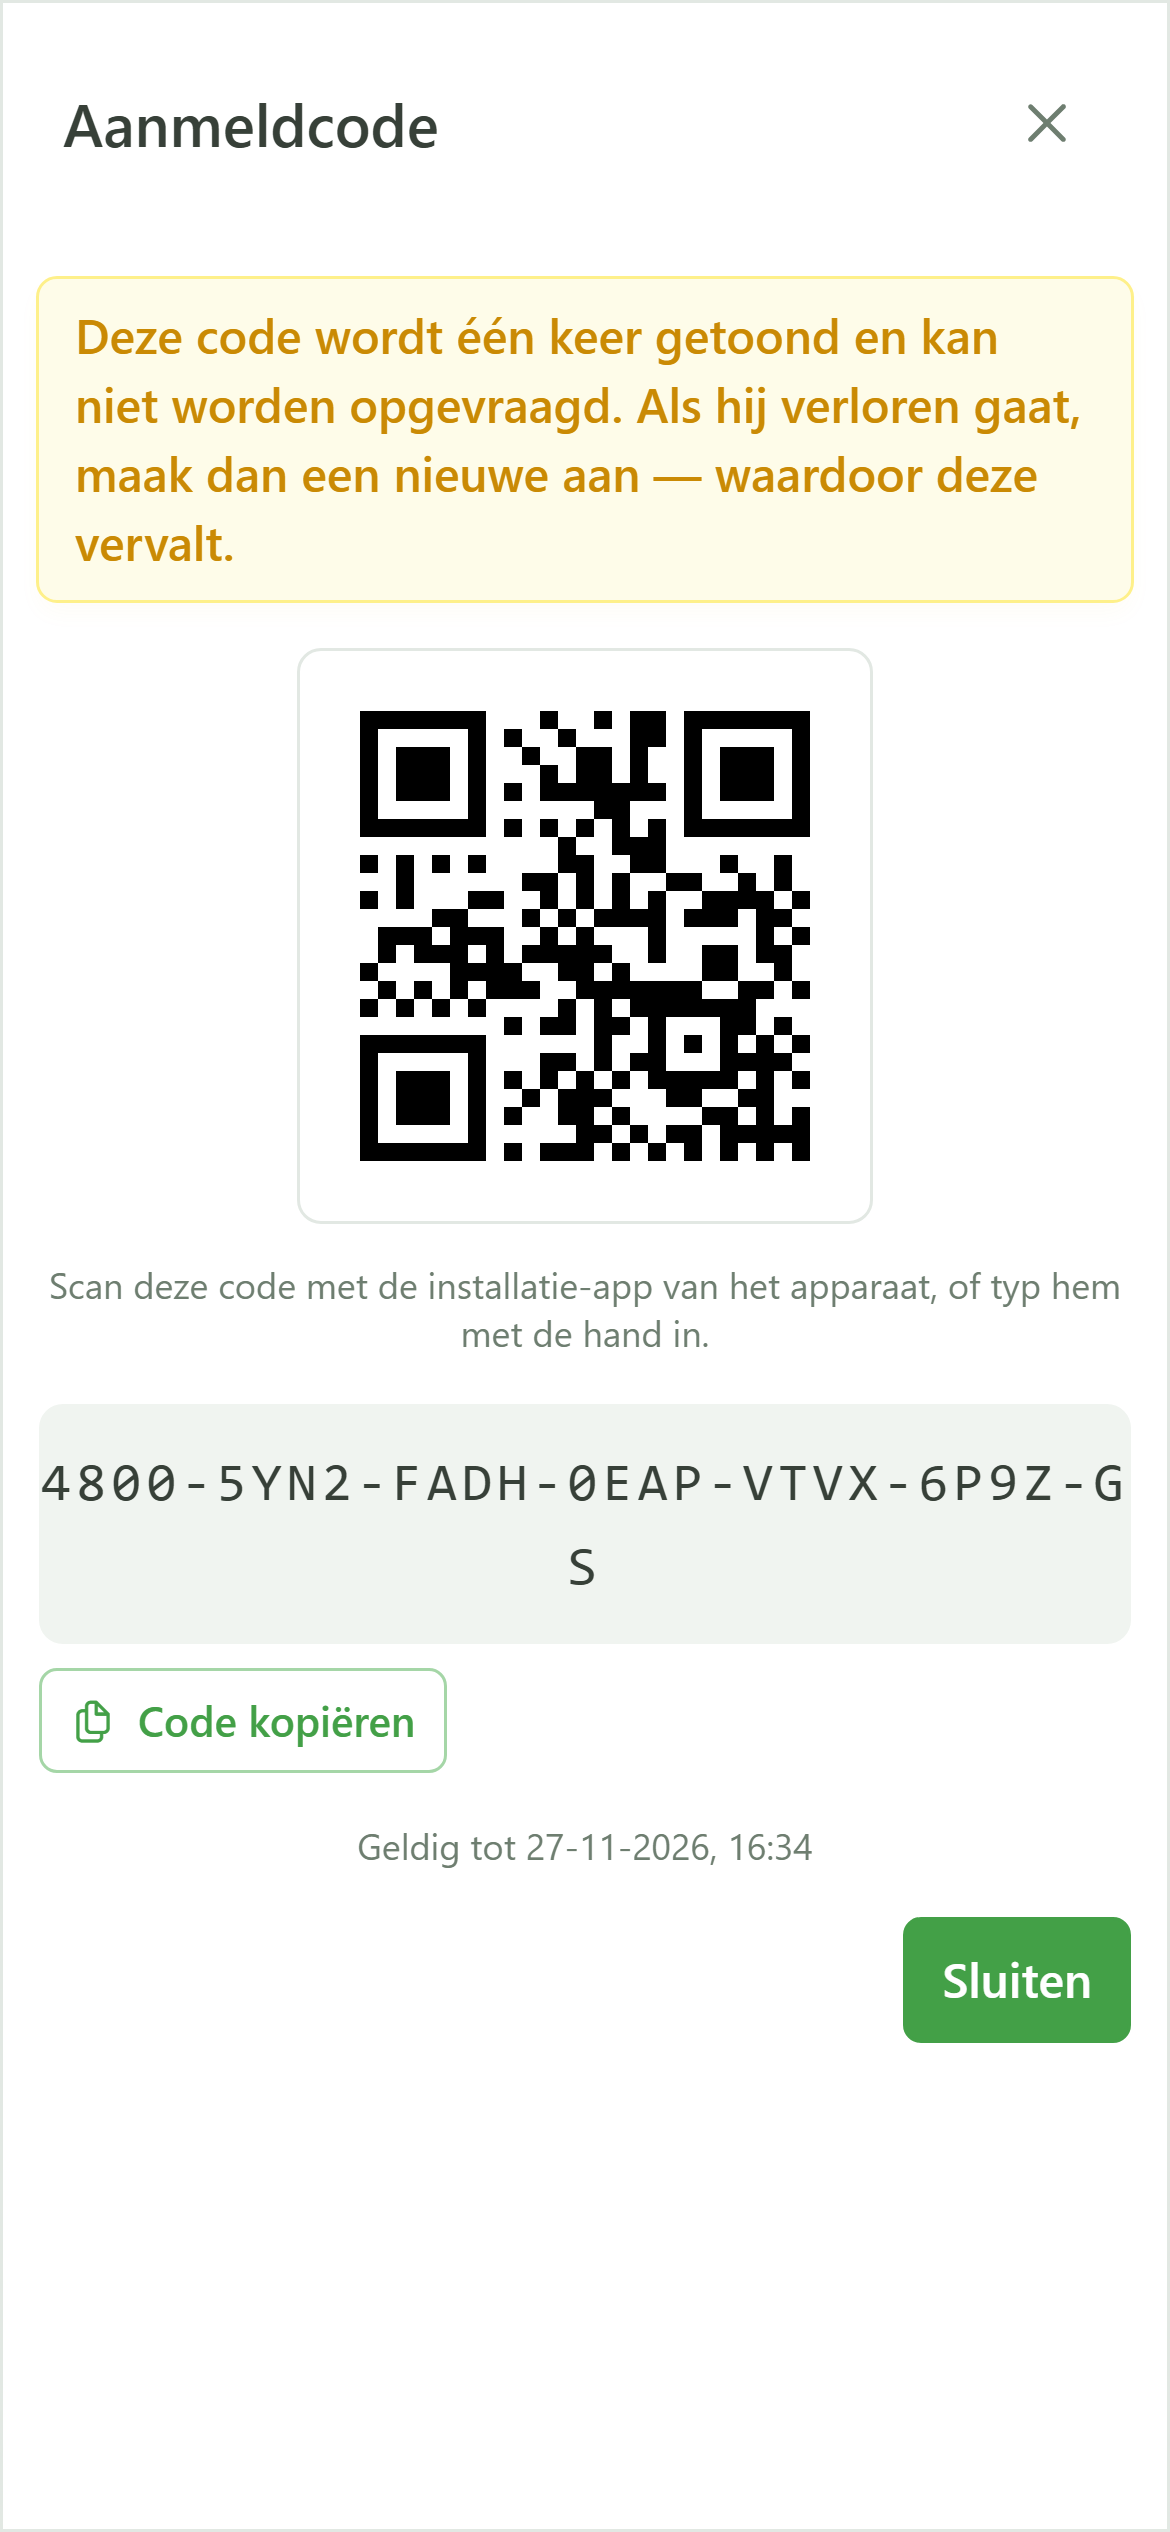 Aanmeldcode
Deze code wordt één keer getoond en kan
niet worden opgevraagd. Als hij verloren gaat,
maak dan een nieuwe aan — waardoor deze
vervalt.
Scan deze code met de installatie-app van het apparaat, of typ hem
met de hand in.
4800-5YN2-FADH-0EAP-VTVX-6P9Z-G
S
Code kopiëren
Geldig tot 27-11-2026, 16:34
Sluiten